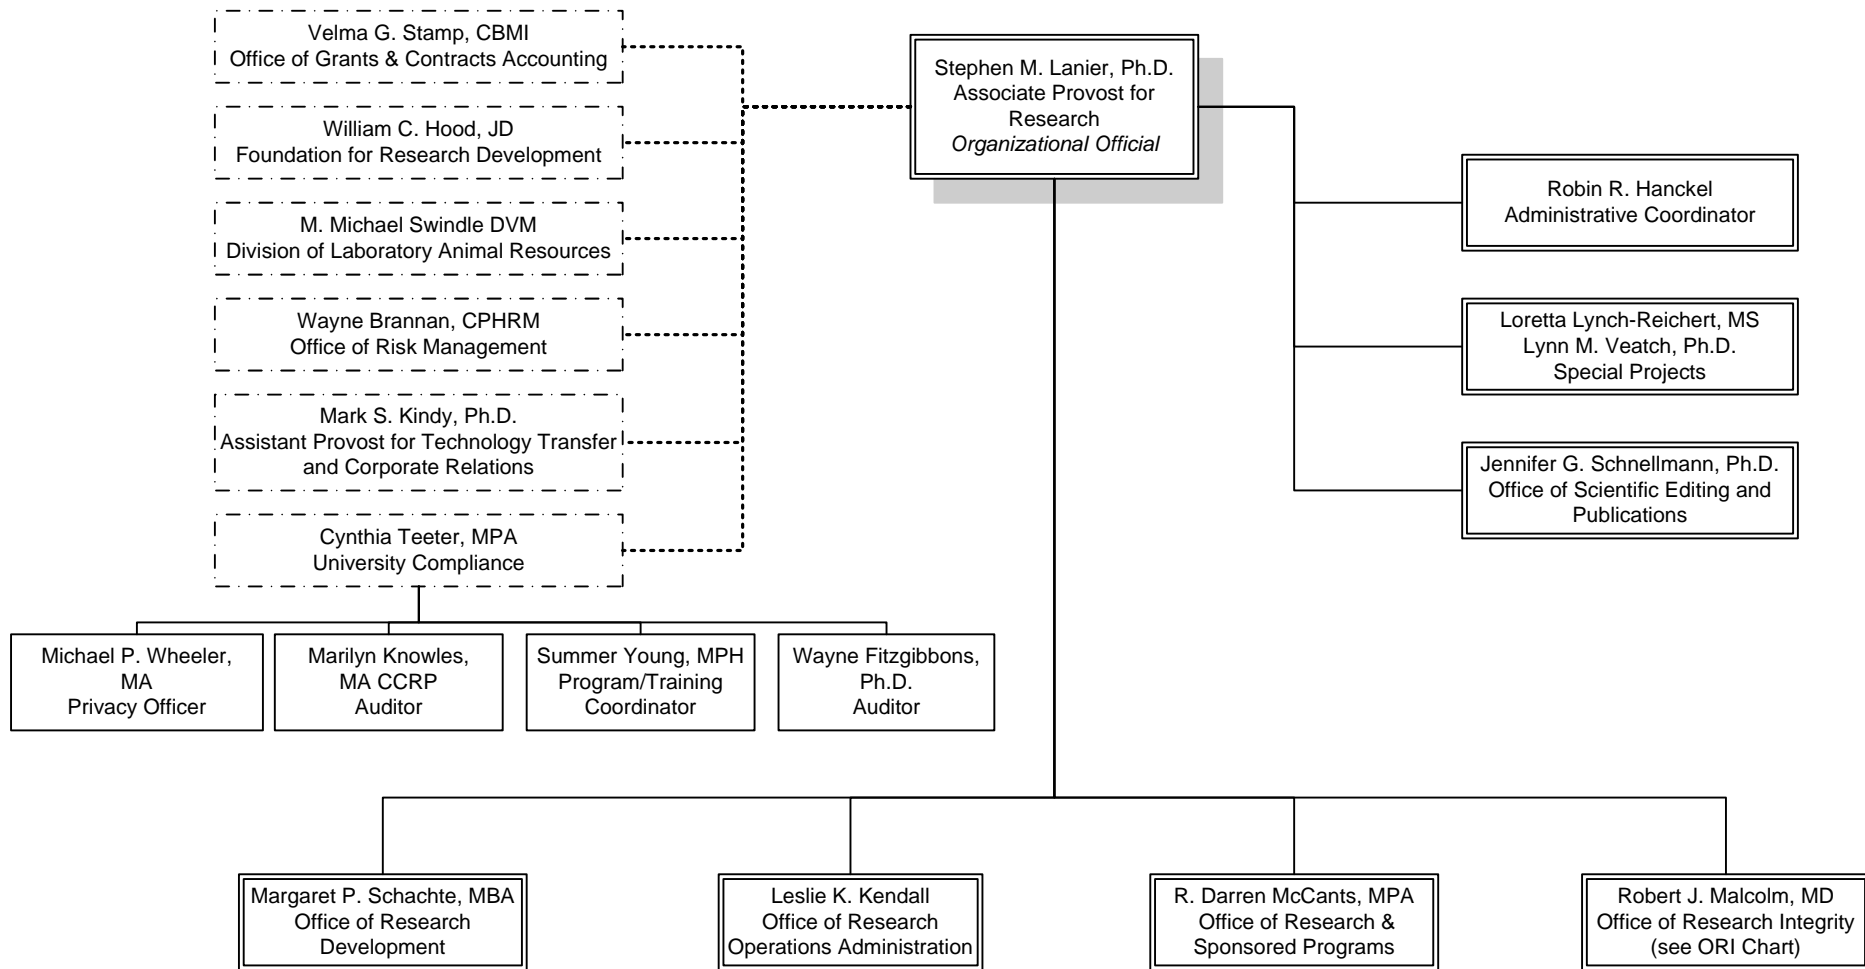 Velma G. Stamp, CBMI
Office of Grants & Contracts Accounting
William C. Hood, JD
Foundation for Research Development
M. Michael Swindle DVM
Division of Laboratory Animal Resources
Wayne Brannan, CPHRM
Office of Risk Management
Mark S. Kindy, Ph.D.
Assistant Provost for Technology Transfer
and Corporate Relations
Cynthia Teeter, MPA
University Compliance
Stephen M. Lanier, Ph.D.
Associate Provost for
Research
Organizational Official
Robin R. Hanckel
Administrative Coordinator
Loretta Lynch-Reichert, MS
Lynn M. Veatch, Ph.D.
Special Projects
Jennifer G. Schnellmann, Ph.D.
Office of Scientific Editing and
Publications
Michael P. Wheeler,
MA
Privacy Officer
Marilyn Knowles,
MA CCRP
Auditor
Summer Young, MPH
Program/Training
Coordinator
Wayne Fitzgibbons,
Ph.D.
Auditor
Margaret P. Schachte, MBA
Office of Research
Development
Leslie K. Kendall
Office of Research
Operations Administration
R. Darren McCants, MPA
Office of Research &
Sponsored Programs
Robert J. Malcolm, MD
Office of Research Integrity
(see ORI Chart)